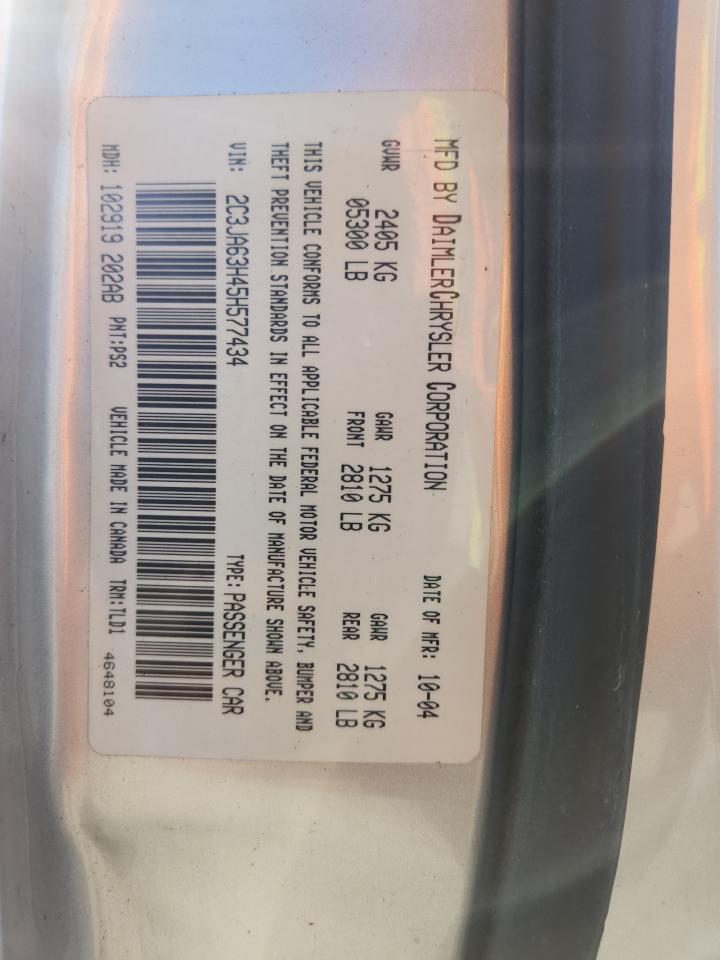 MFD BY DAIMLERCHRYSLER CORPORATION DATE OF MFR: 10-04
GVWR 2405 KG GAWR 1275 KG GAWR 1275 KG
05300 LB FRONT 2810 LB REAR 2810 LB
THIS VEHICLE CONFORMS TO ALL APPLICABLE FEDERAL MOTOR VEHICLE SAFETY, BUMPER AND
THEFT PREVENTION STANDARDS IN EFFECT ON THE DATE OF MANUFACTURE SHOWN ABOVE.
VIN: 2C3JA63H45H577434 TYPE: PASSENGER CAR
MDH: 102919 202AB PNT:PS2 VEHICLE MADE IN CANADA TRM:TLD1 4648104